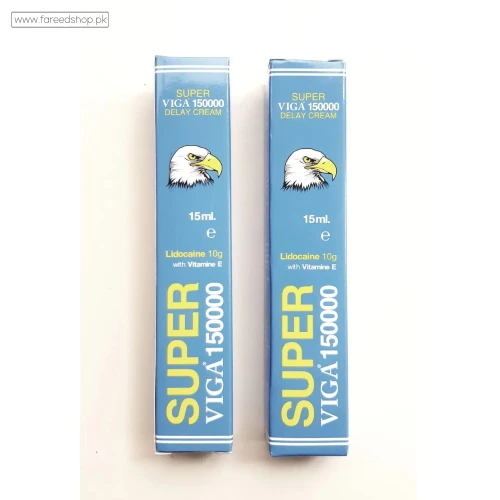 www.fareedshop.pk
SUPER
VIGA 150000
DELAY CREAM
15ml.
e
Lidocaine 10g
with Vitamine E
SUPER
VIGA® 150000
SUPER
VIGA 150000
DELAY CREAM
15ml.
e
Lidocaine 10g
with Vitamine E
SUPER
VIGA® 150000